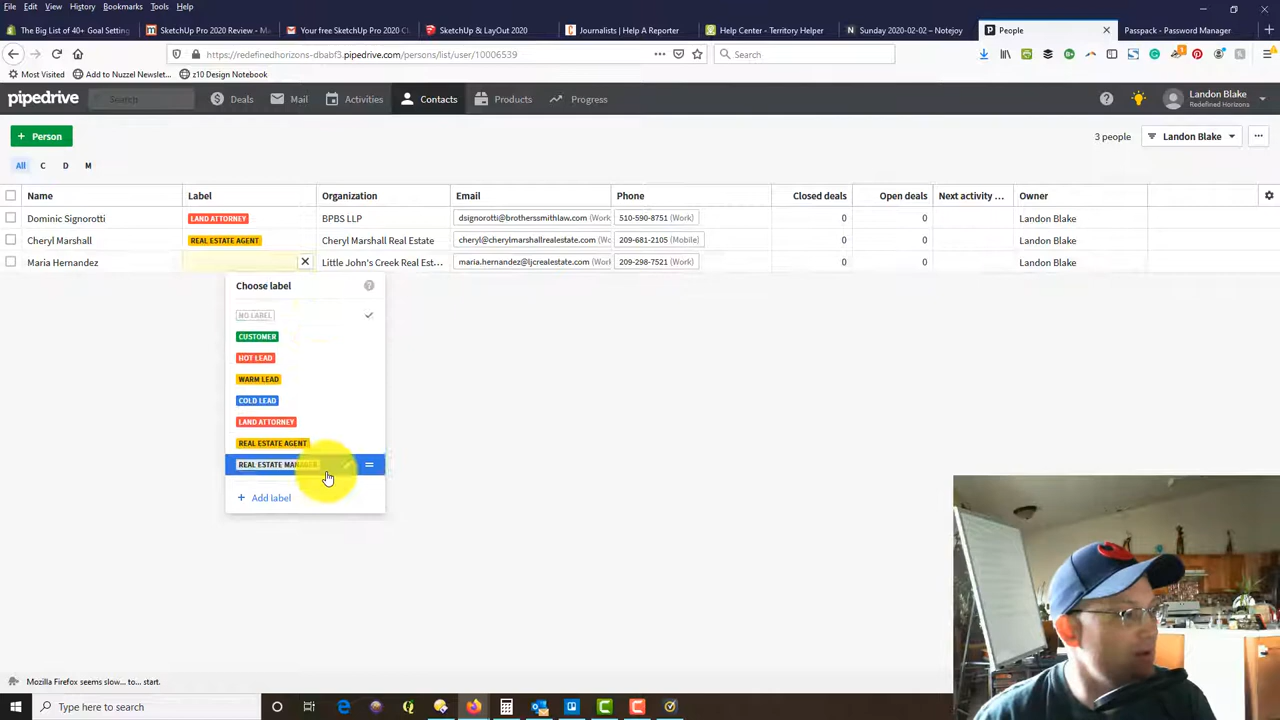 File Edit View History Bookmarks Tools Help
The Big List of 40+ Goal Setting
SketchUp Pro 2020 Review - M
Your free SketchUp Pro 2020 C
SketchUp & LayOut 2020
Journalists | Help A Reporter
Help Center - Territory Helper
Sunday 2020-02-02 – Notejoy
People
Passpack - Password Manager
https://redefinedhorizons-dbabf3.pipedrive.com/persons/list/user/10006539
Search
Most Visited Add to Nuzzel Newslet... z10 Design Notebook
pipedrive Search Deals Mail Activities Contacts Products Progress
Landon Blake
Redefined Horizons
+ Person
3 people Landon Blake
All C D M
Name Label Organization Email Phone Closed deals Open deals Next activity ... Owner
Dominic Signorotti LAND ATTORNEY BPBS LLP dsignorotti@brotherssmithlaw.com (Work 510-590-8751 (Work) 0 0 Landon Blake
Cheryl Marshall REAL ESTATE AGENT Cheryl Marshall Real Estate cheryl@cherylmarshallrealestate.com (Wo 209-681-2105 (Mobile) 0 0 Landon Blake
Maria Hernandez Little John's Creek Real Est... maria.hernandez@ljcrealestate.com (Work 209-298-7521 (Work) 0 0 Landon Blake
Choose label
NO LABEL
CUSTOMER
HOT LEAD
WARM LEAD
COLD LEAD
LAND ATTORNEY
REAL ESTATE AGENT
REAL ESTATE MANAGER
+ Add label
Mozilla Firefox seems slow... to... start.
Type here to search